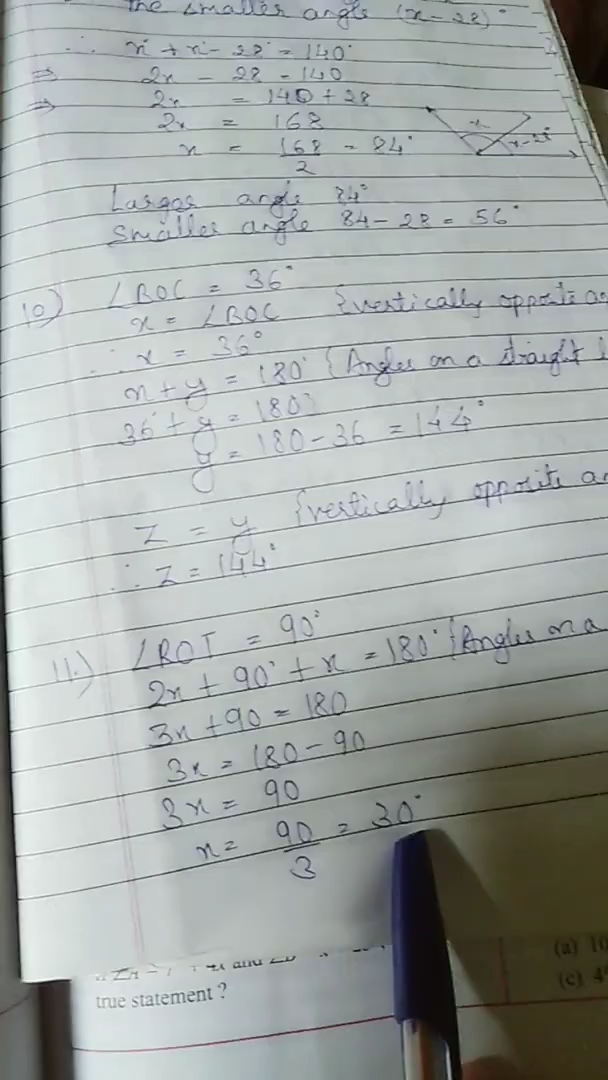 the smaller angle (x-28)°
∴ x° + x° - 28° = 140°
⇒ 2x - 28 = 140
⇒ 2x = 140 + 28
2x = 168
x = 168/2 = 84°
x
x-28°
Larger angle 84°
Smaller angle 84-28 = 56°
10) ∠BOC = 36°
x = ∠BOC {vertically opposite
∴ x = 36°
x+y = 180° {Angles on a straight
36°+y = 180°
y = 180-36 = 144°
z = y {vertically opposite
∴ z = 144°
11.) ∠ROT = 90°
2x + 90° + x = 180° {Angles on a
3x + 90 = 180
3x = 180-90
3x = 90
x = 90/3 = 30°
and
true statement ?
(a)
(c)